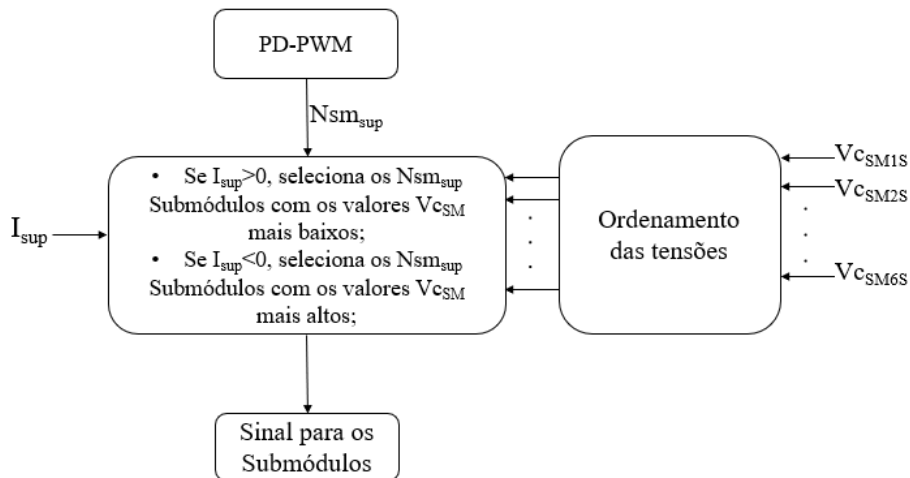 PD-PWM
Nsm_sup
• Se I_sup>0, seleciona os Nsm_sup
Submódulos com os valores Vc_SM
mais baixos;
• Se I_sup<0, seleciona os Nsm_sup
Submódulos com os valores Vc_SM
mais altos;
I_sup
Ordenamento
das tensões
Vc_SM1S
Vc_SM2S
Vc_SM6S
Sinal para os
Submódulos